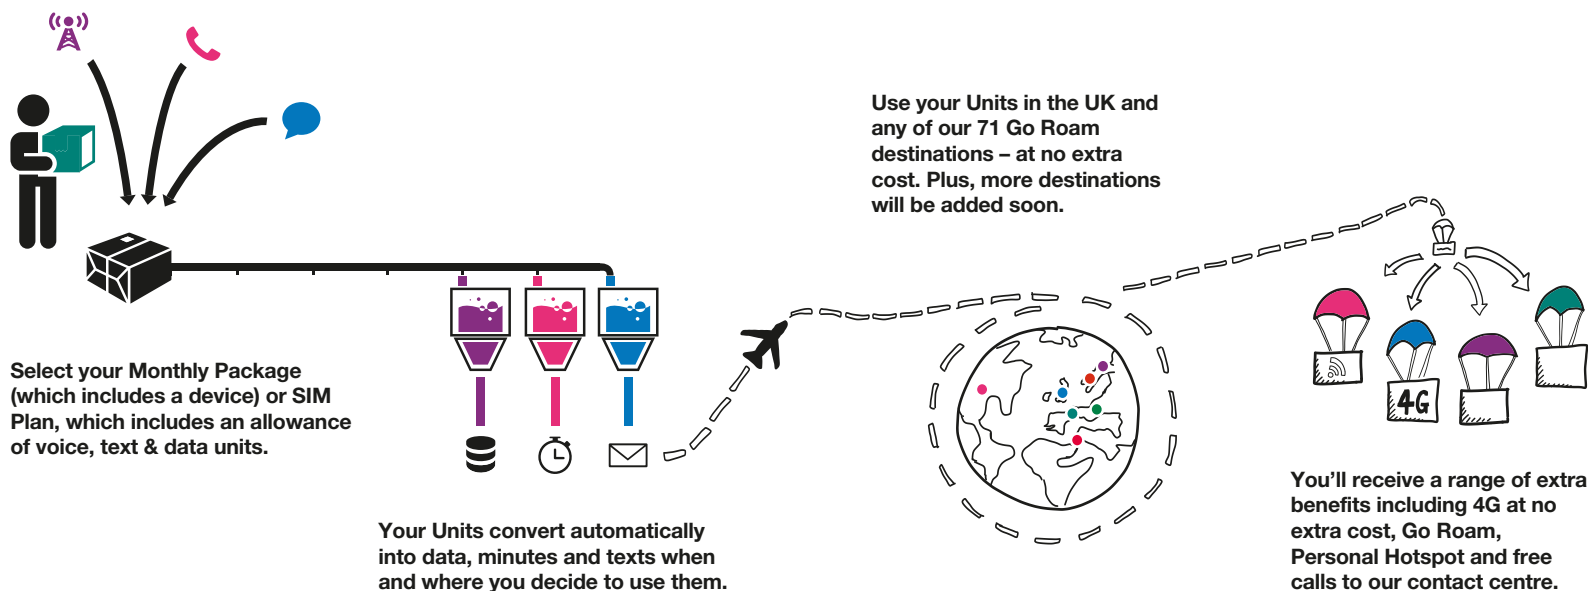 Select your Monthly Package
(which includes a device) or SIM
Plan, which includes an allowance
of voice, text & data units.
Your Units convert automatically
into data, minutes and texts when
and where you decide to use them.
Use your Units in the UK and
any of our 71 Go Roam
destinations – at no extra
cost. Plus, more destinations
will be added soon.
4G
You’ll receive a range of extra
benefits including 4G at no
extra cost, Go Roam,
Personal Hotspot and free
calls to our contact centre.